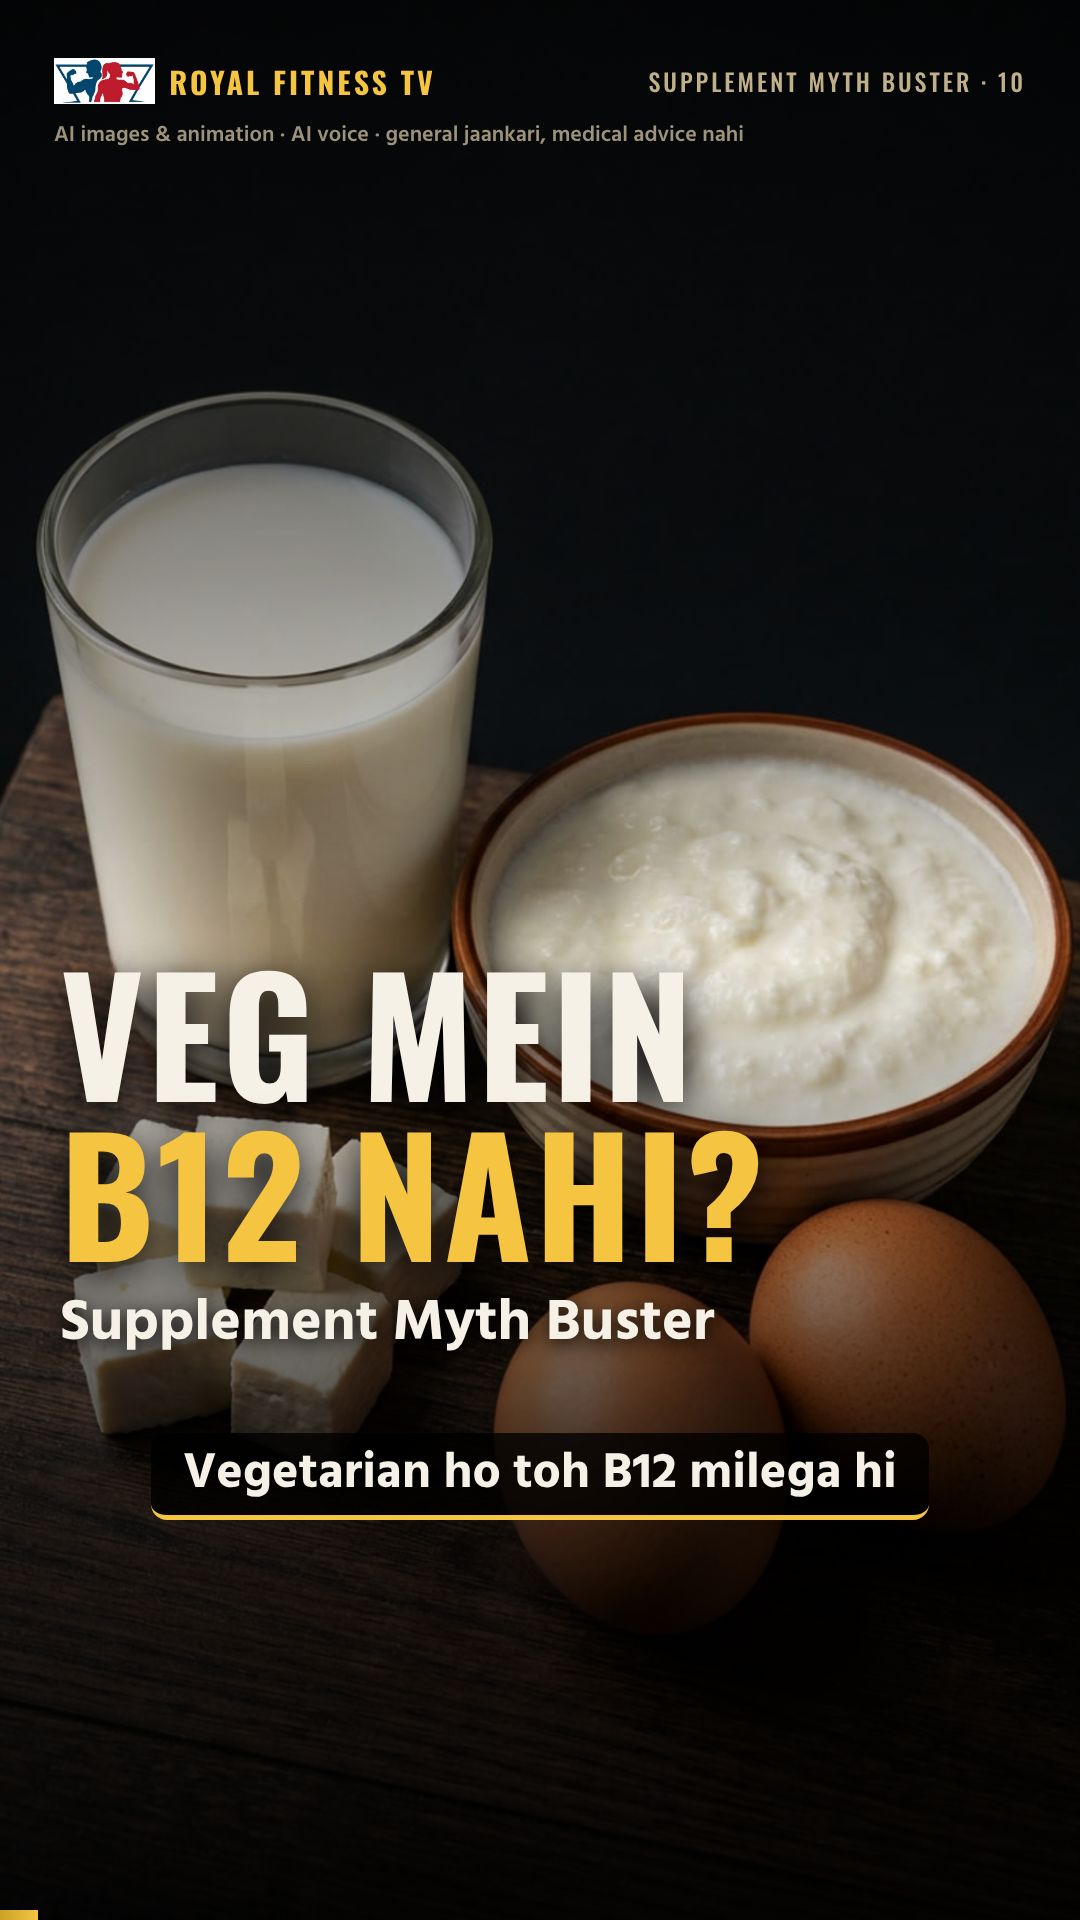 ROYAL FITNESS TV
SUPPLEMENT MYTH BUSTER · 10
AI images & animation · AI voice · general jaankari, medical advice nahi
VEG MEIN
B12 NAHI?
Supplement Myth Buster
Vegetarian ho toh B12 milega hi